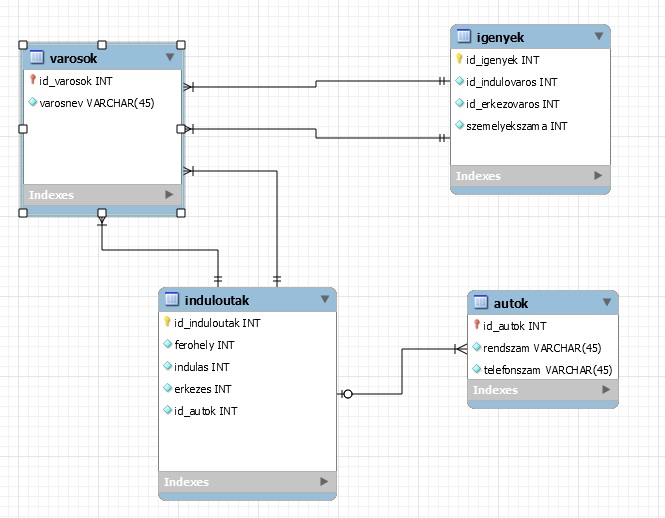 varosok
id_varosok INT
varosnev VARCHAR(45)
Indexes
igenyek
id_igenyek INT
id_indulovaros INT
id_erkezovaros INT
szemelyekszama INT
Indexes
induloutak
id_induloutak INT
ferohely INT
indulas INT
erkezes INT
id_autok INT
Indexes
autok
id_autok INT
rendszam VARCHAR(45)
telefonszam VARCHAR(45)
Indexes